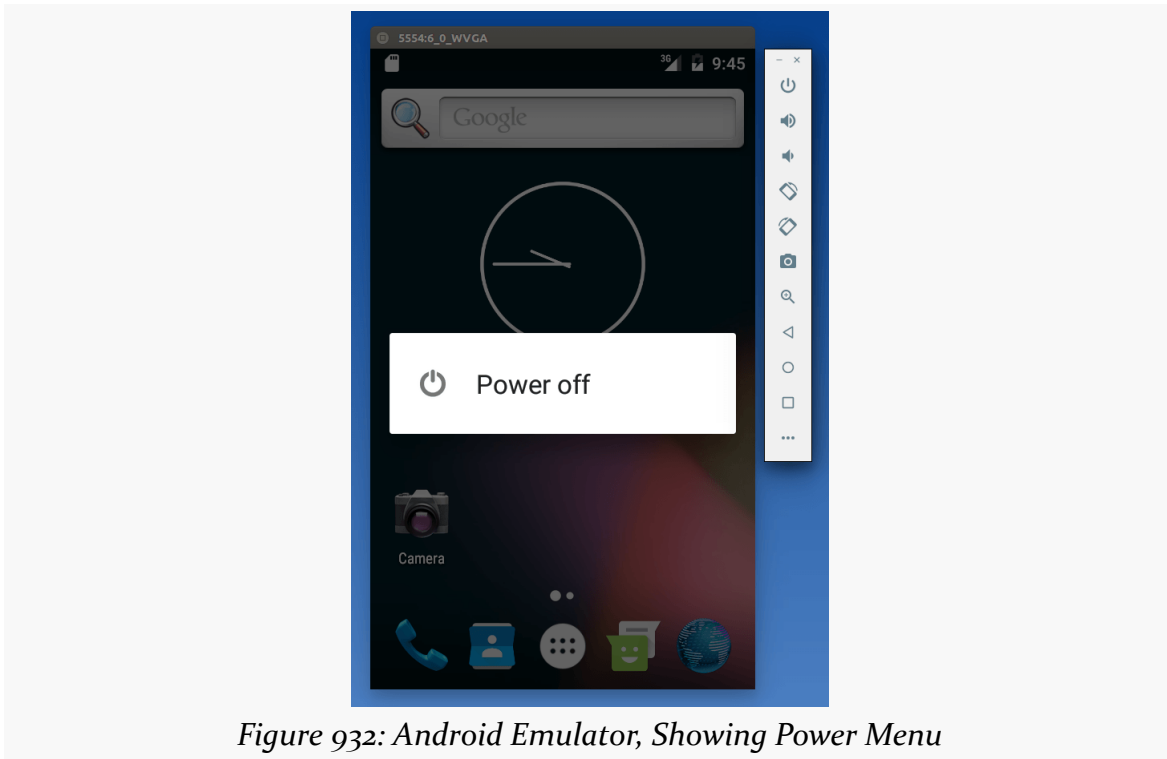 5554:6_0_WVGA
3G 9:45
Google
Power off
Camera
Figure 932: Android Emulator, Showing Power Menu